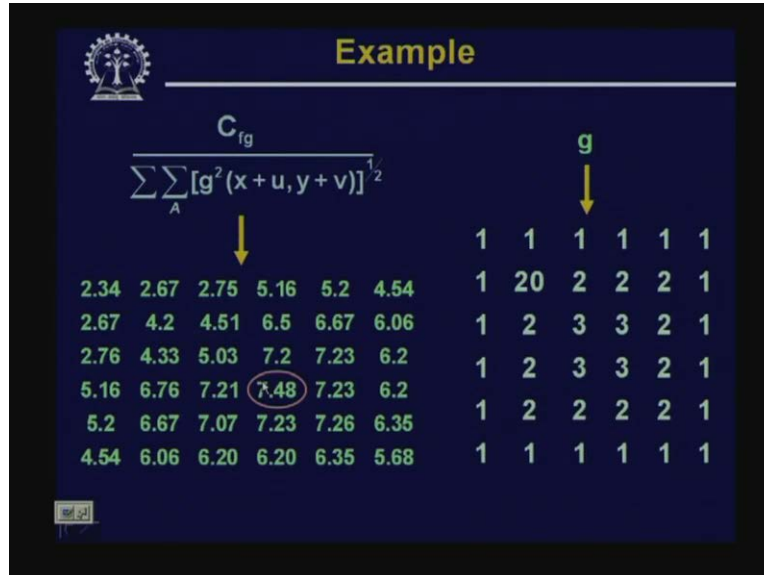 Example
C_fg
∑∑_A [g²(x + u, y + v)]^½
2.34 2.67 2.75 5.16 5.2 4.54
2.67 4.2 4.51 6.5 6.67 6.06
2.76 4.33 5.03 7.2 7.23 6.2
5.16 6.76 7.21 7.48 7.23 6.2
5.2 6.67 7.07 7.23 7.26 6.35
4.54 6.06 6.20 6.20 6.35 5.68
g
1 1 1 1 1 1
1 20 2 2 2 1
1 2 3 3 2 1
1 2 3 3 2 1
1 2 2 2 2 1
1 1 1 1 1 1